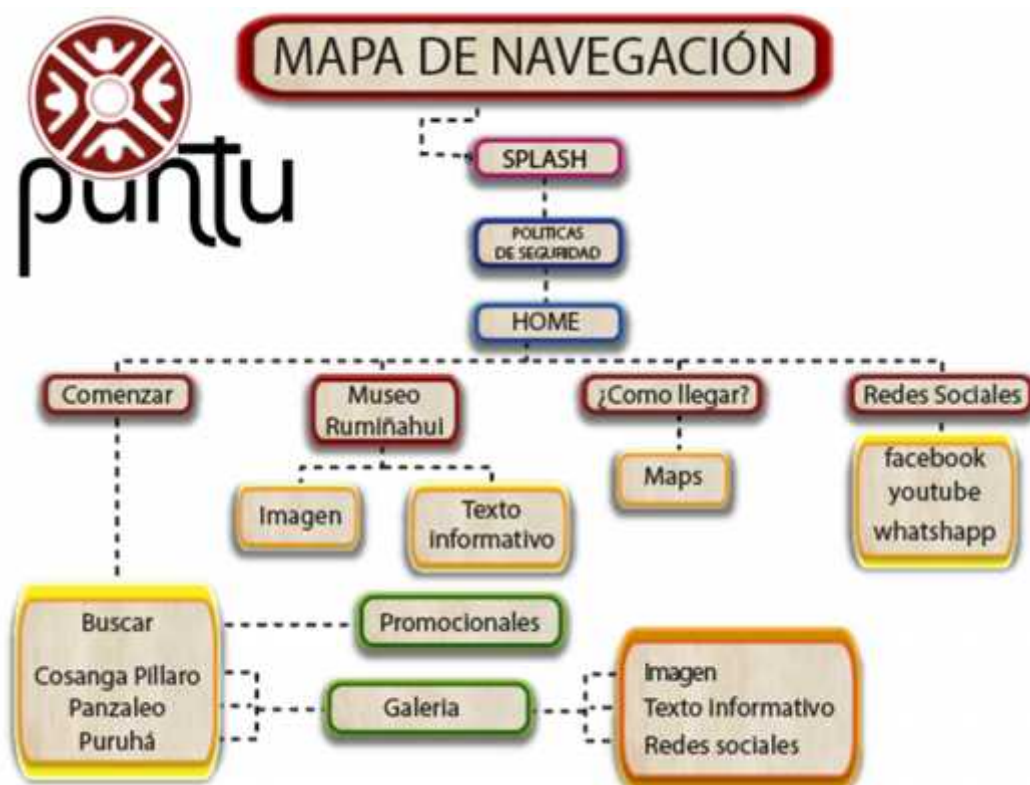 MAPA DE NAVEGACIÓN
puntu
SPLASH
POLITICAS
DE SEGURIDAD
HOME
Comenzar
Museo
Rumiñahui
¿Como llegar?
Redes Sociales
Imagen
Texto
informativo
Maps
facebook
youtube
whatshapp
Buscar
Cosanga Pillaro
Panzaleo
Puruhá
Promocionales
Galeria
Imagen
Texto Informativo
Redes sociales